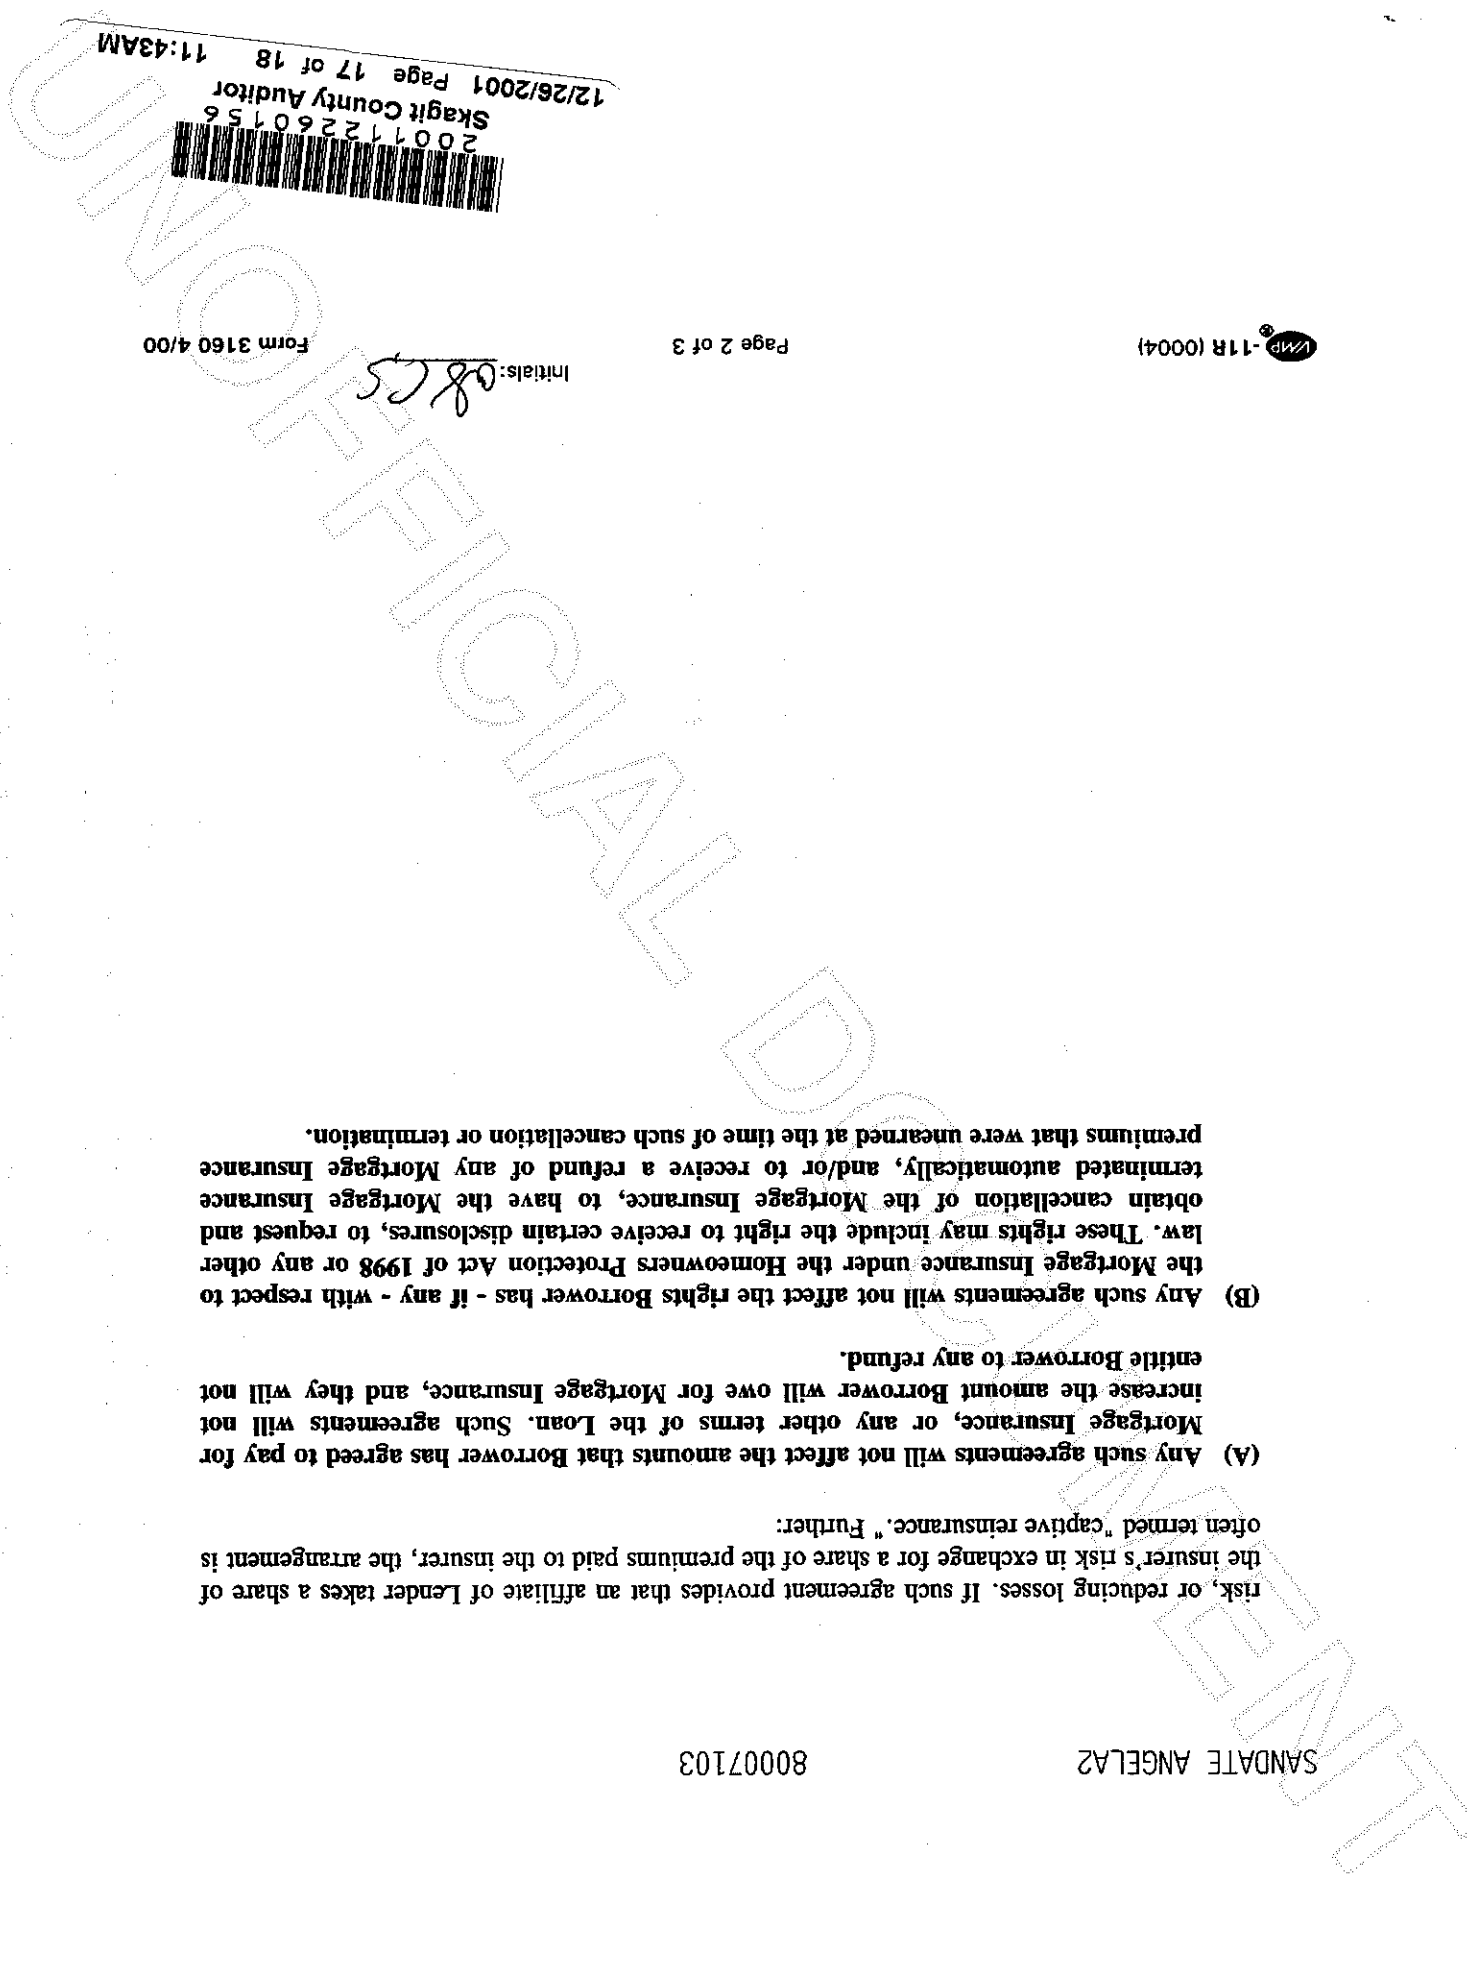 SANDATE ANGELA2 80007103
risk, or reducing losses. If such agreement provides that an affiliate of Lender takes a share of
the insurer's risk in exchange for a share of the premiums paid to the insurer, the arrangement is
often termed "captive reinsurance." Further:
(A) Any such agreements will not affect the amounts that Borrower has agreed to pay for
Mortgage Insurance, or any other terms of the Loan. Such agreements will not
increase the amount Borrower will owe for Mortgage Insurance, and they will not
entitle Borrower to any refund.
(B) Any such agreements will not affect the rights Borrower has - if any - with respect to
the Mortgage Insurance under the Homeowners Protection Act of 1998 or any other
law. These rights may include the right to receive certain disclosures, to request and
obtain cancellation of the Mortgage Insurance, to have the Mortgage Insurance
terminated automatically, and/or to receive a refund of any Mortgage Insurance
premiums that were unearned at the time of such cancellation or termination.
Initials:
VMP ® -11R (0004) Page 2 of 3 Form 3160 4/00
200112260156
Skagit County Auditor
12/26/2001 Page 17 of 18 11:43AM
UNOFFICIAL DOCUMENT